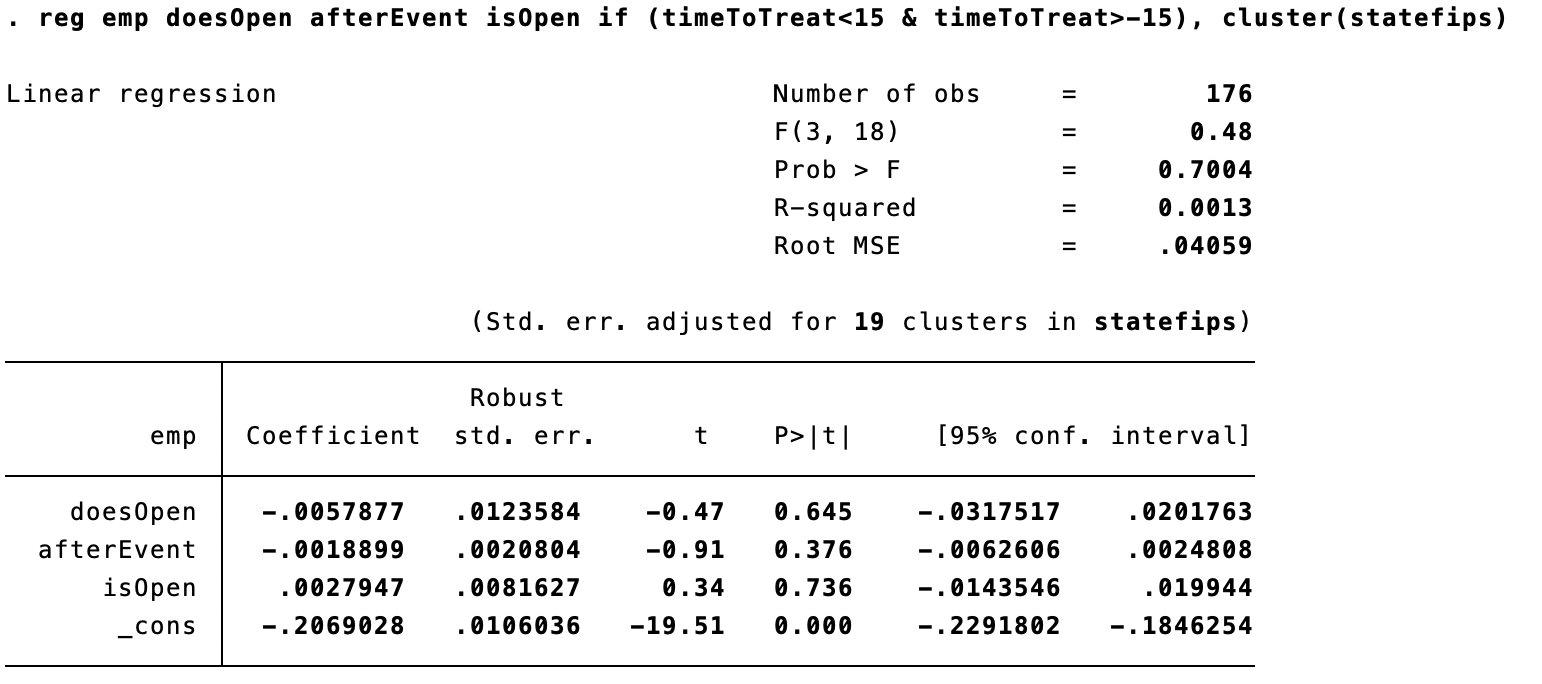 . reg emp doesOpen afterEvent isOpen if (timeToTreat<15 & timeToTreat>-15), cluster(statefips)
Linear regression Number of obs = 176
F(3, 18) = 0.48
Prob > F = 0.7004
R-squared = 0.0013
Root MSE = .04059
(Std. err. adjusted for 19 clusters in statefips)
Robust
emp Coefficient std. err. t P>|t| [95% conf. interval]
doesOpen -.0057877 .0123584 -0.47 0.645 -.0317517 .0201763
afterEvent -.0018899 .0020804 -0.91 0.376 -.0062606 .0024808
isOpen .0027947 .0081627 0.34 0.736 -.0143546 .019944
_cons -.2069028 .0106036 -19.51 0.000 -.2291802 -.1846254